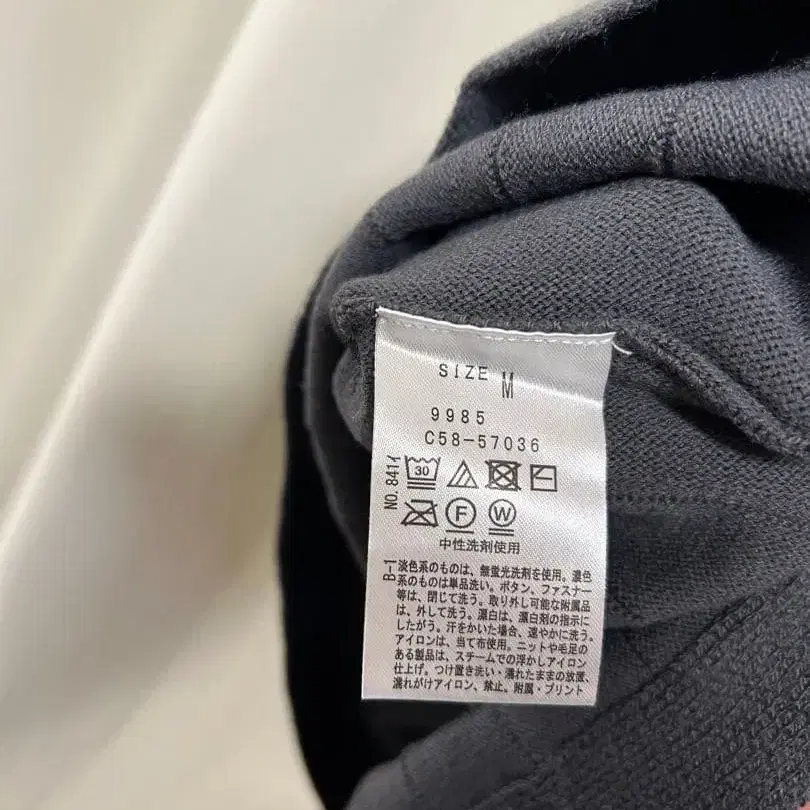 SIZE M
9985
C58-57036
NO. 841イ
30
F W
中性洗剤使用
B-1
淡色系のものは、無蛍光洗剤を使用。濃色
系のものは単品洗い。ボタン、ファスナー
等は、閉じて洗う。取り外し可能な附属品
は、外して洗う。漂白は、漂白剤の指示に
したがう。汗をかいた場合、速やかに洗う。
アイロンは、当て布使用。ニットや毛足の
ある製品は、スチームでの浮かしアイロン
仕上げ。つけ置き洗い・濡れたままの放置、
濡れがけアイロン、禁止。附属・プリント